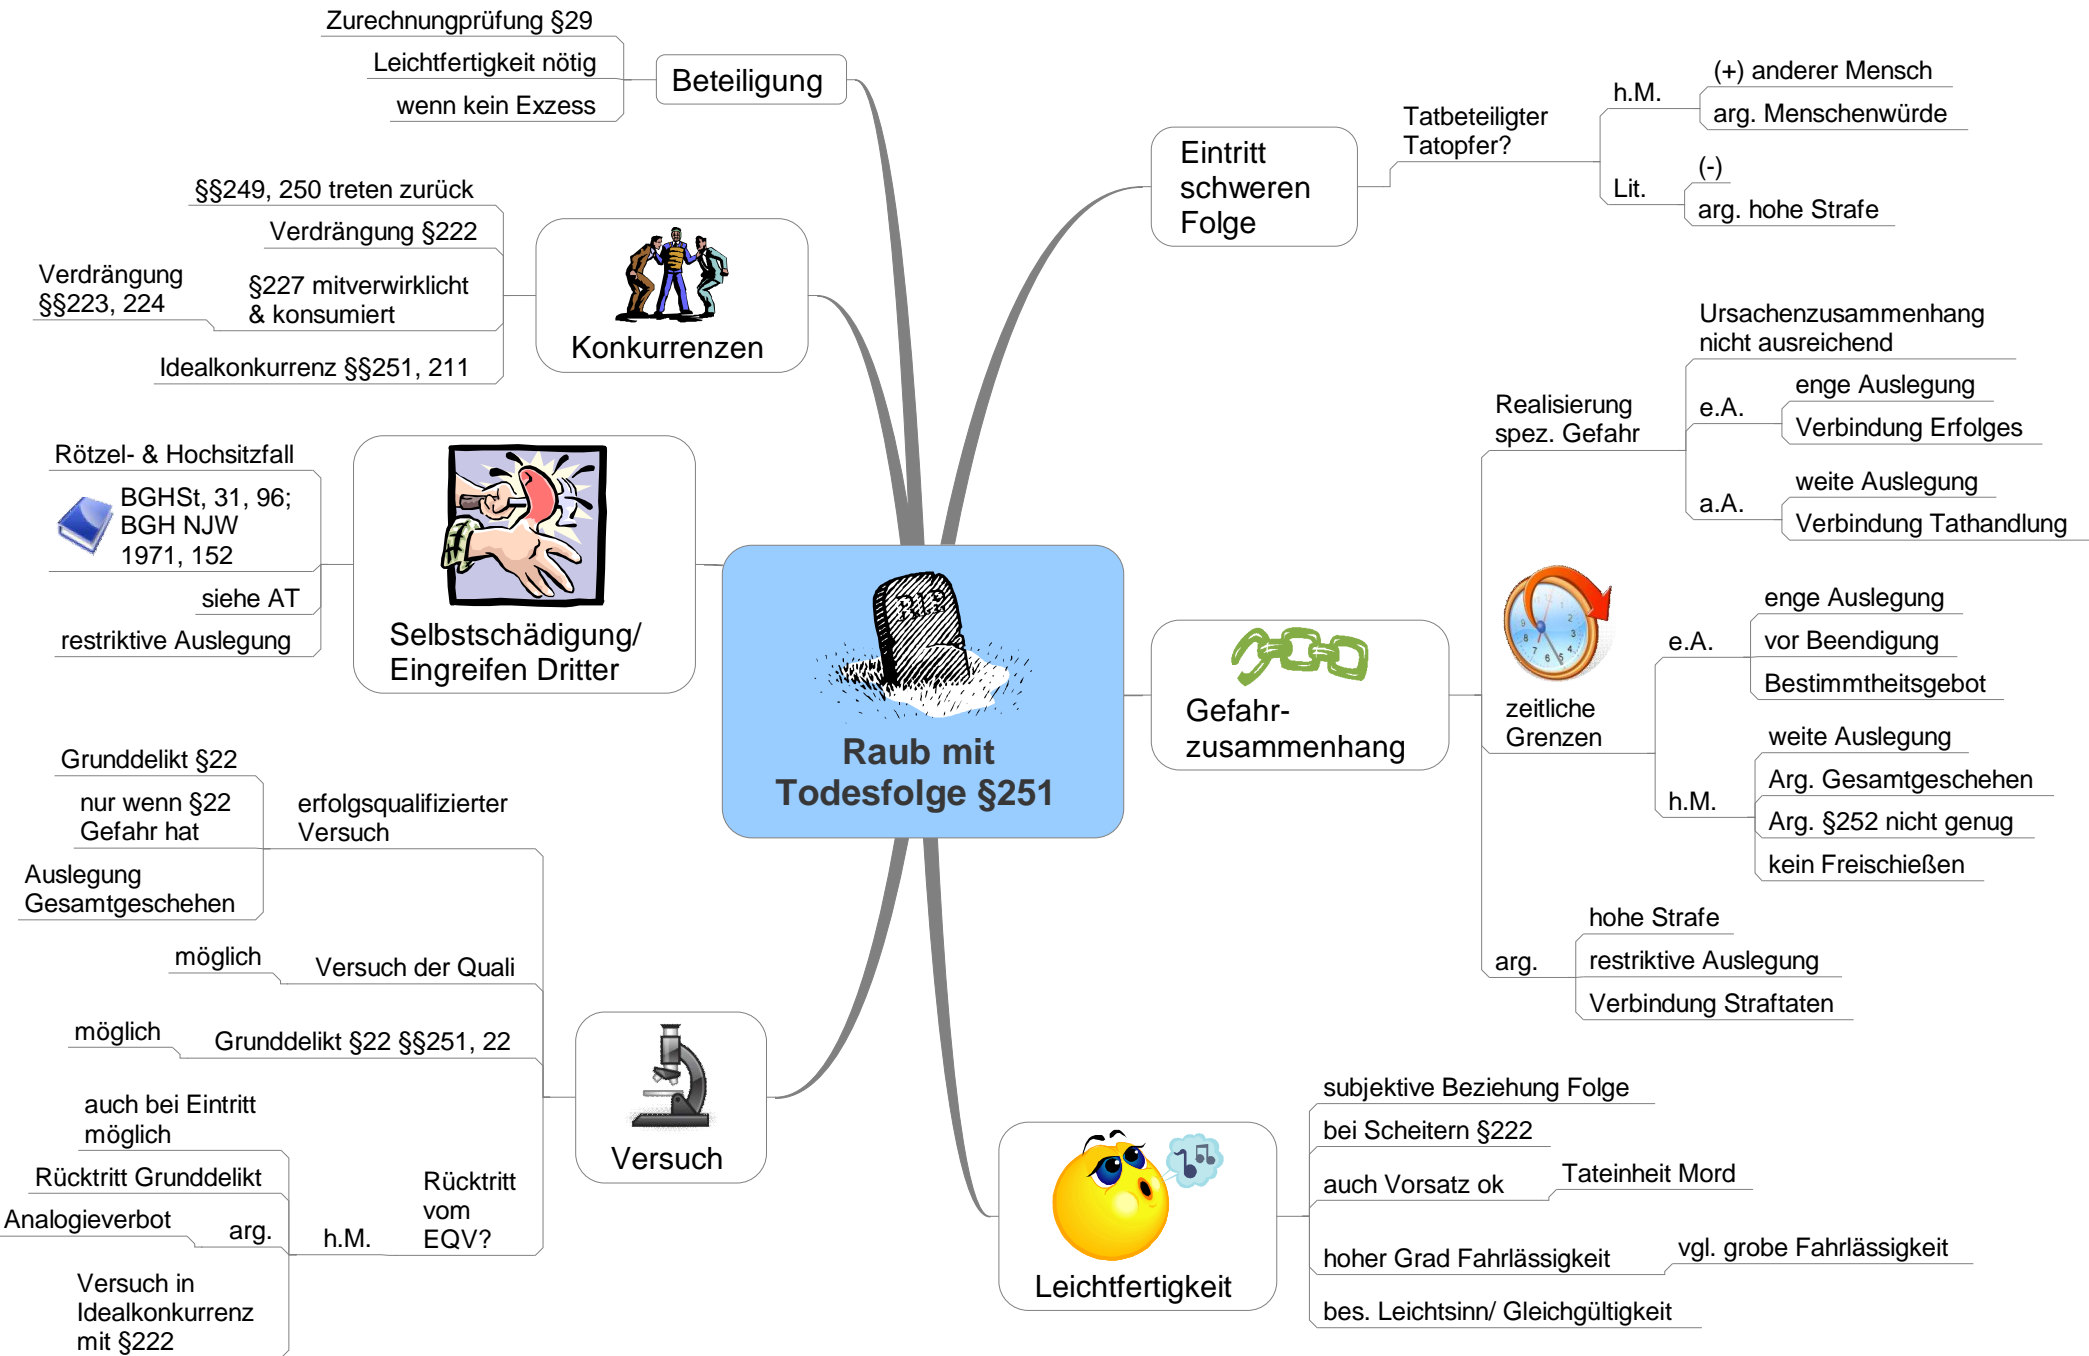 Raub mit
Todesfolge §251
Beteiligung
Zurechnungprüfung §29
Leichtfertigkeit nötig
wenn kein Exzess
Konkurrenzen
§§249, 250 treten zurück
Verdrängung §222
§227 mitverwirklicht
& konsumiert
Verdrängung
§§223, 224
Idealkonkurrenz §§251, 211
Selbstschädigung/
Eingreifen Dritter
Rötzel- & Hochsitzfall
BGHSt, 31, 96;
BGH NJW
1971, 152
siehe AT
restriktive Auslegung
Versuch
erfolgsqualifizierter
Versuch
Grunddelikt §22
nur wenn §22
Gefahr hat
Auslegung
Gesamtgeschehen
Versuch der Quali
möglich
Grunddelikt §22 §§251, 22
möglich
Rücktritt
vom
EQV?
h.M.
auch bei Eintritt
möglich
Rücktritt Grunddelikt
arg.
Analogieverbot
Versuch in
Idealkonkurrenz
mit §222
Eintritt
schweren
Folge
Tatbeteiligter
Tatopfer?
h.M.
(+) anderer Mensch
arg. Menschenwürde
Lit.
(-)
arg. hohe Strafe
Gefahr-
zusammenhang
Realisierung
spez. Gefahr
Ursachenzusammenhang
nicht ausreichend
e.A.
enge Auslegung
Verbindung Erfolges
a.A.
weite Auslegung
Verbindung Tathandlung
zeitliche
Grenzen
e.A.
enge Auslegung
vor Beendigung
Bestimmtheitsgebot
h.M.
weite Auslegung
Arg. Gesamtgeschehen
Arg. §252 nicht genug
kein Freischießen
arg.
hohe Strafe
restriktive Auslegung
Verbindung Straftaten
Leichtfertigkeit
subjektive Beziehung Folge
bei Scheitern §222
auch Vorsatz ok
Tateinheit Mord
hoher Grad Fahrlässigkeit
vgl. grobe Fahrlässigkeit
bes. Leichtsinn/ Gleichgültigkeit
RIP